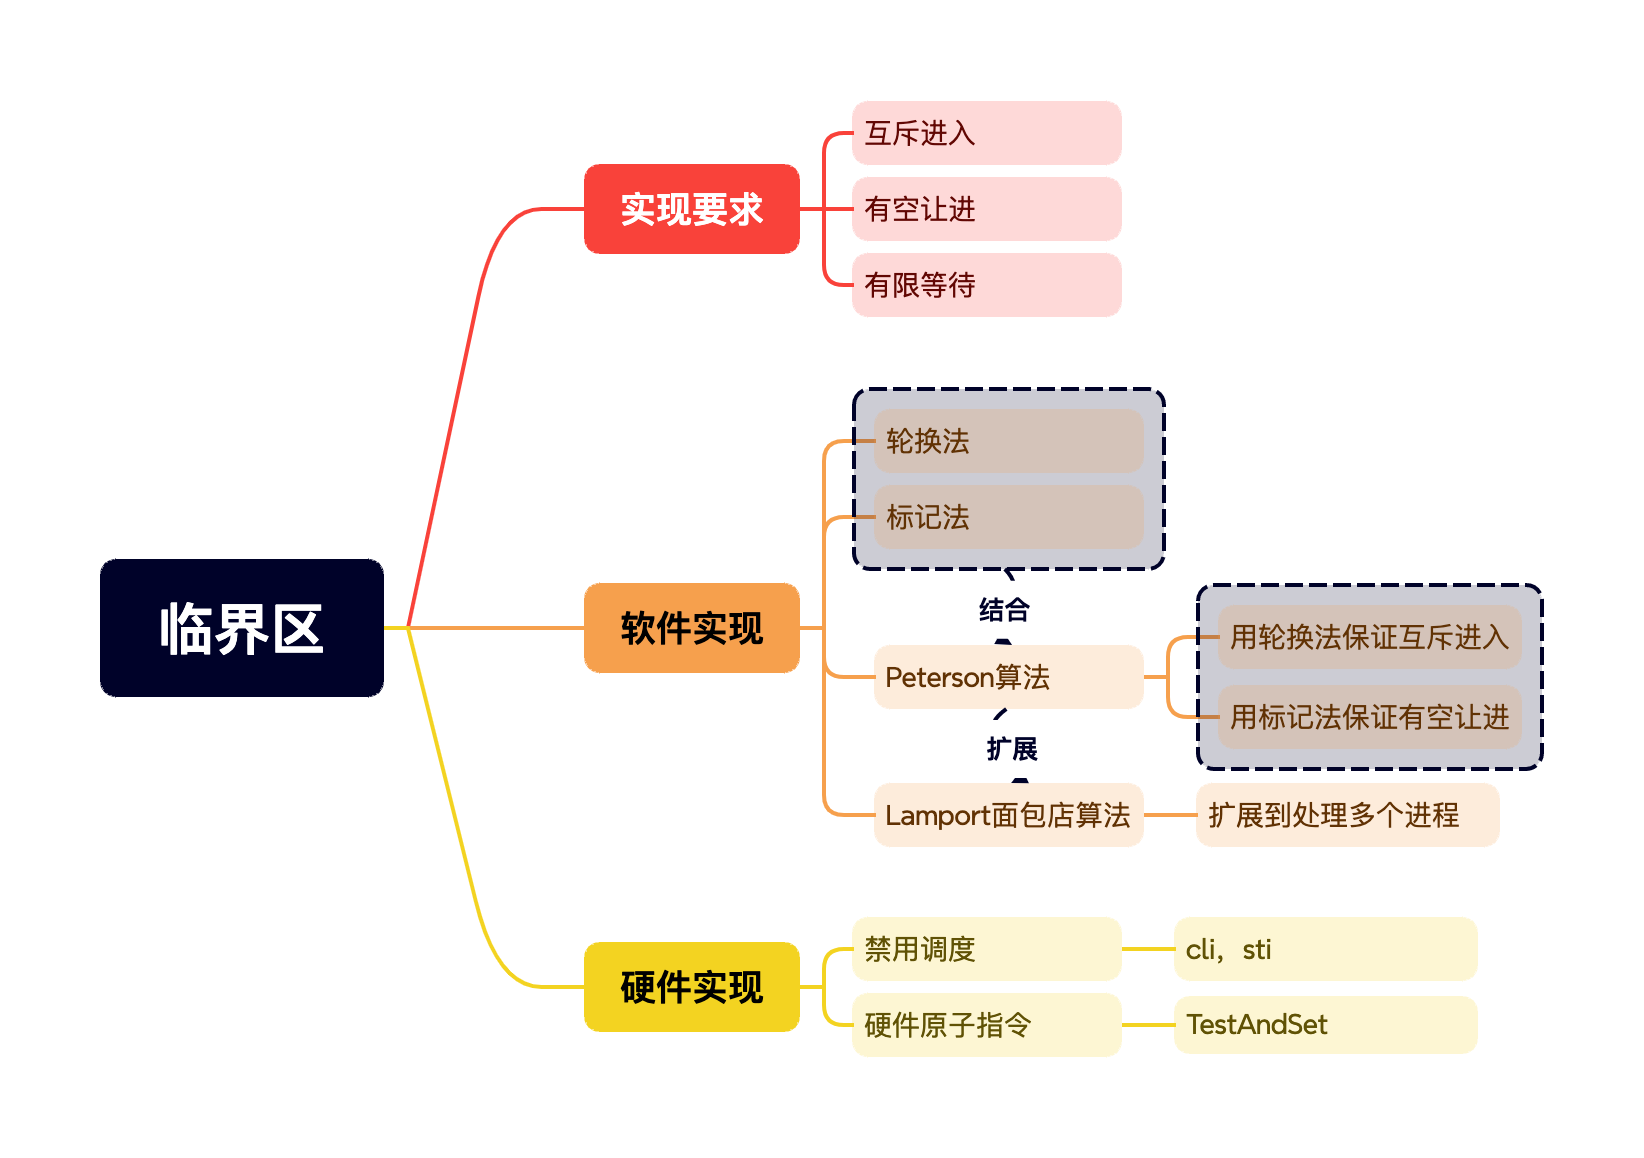 临界区
实现要求
互斥进入
有空让进
有限等待
软件实现
轮换法
标记法
结合
Peterson算法
用轮换法保证互斥进入
用标记法保证有空让进
扩展
Lamport面包店算法
扩展到处理多个进程
硬件实现
禁用调度
cli，sti
硬件原子指令
TestAndSet